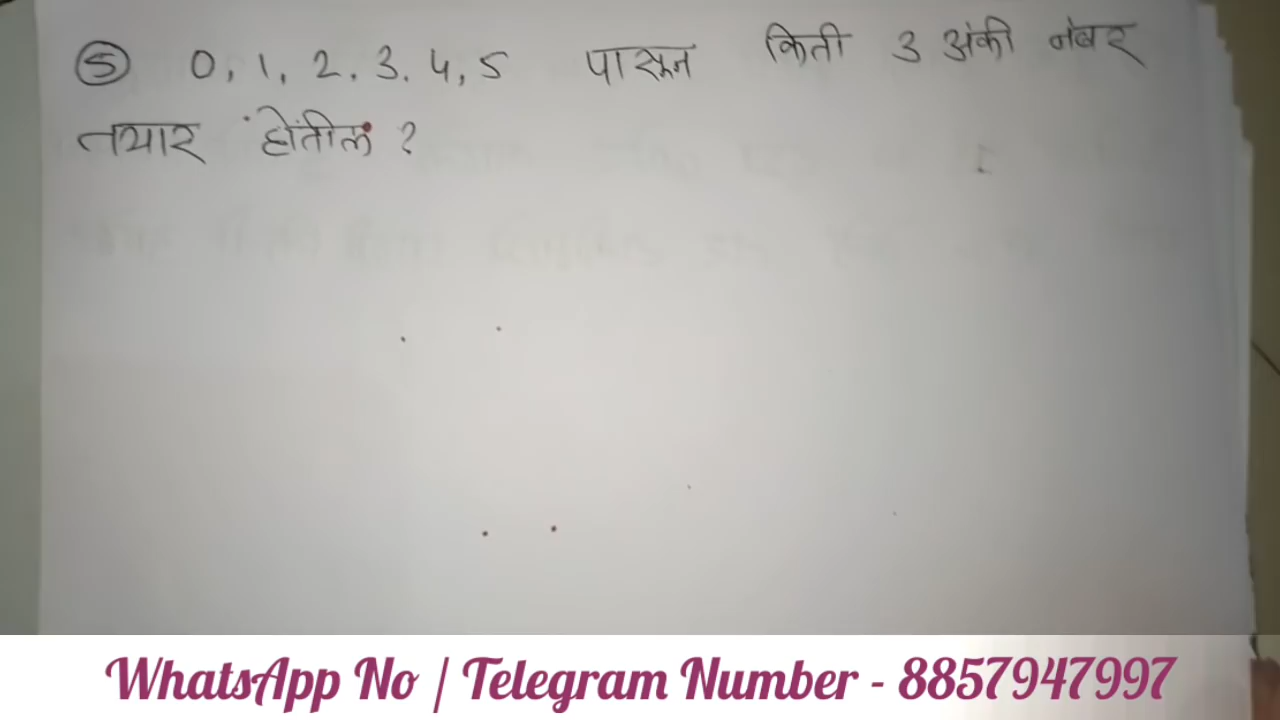 ⑤ 0, 1, 2, 3, 4, 5 पासून किती 3 अंकी नंबर
तयार होतील ?
WhatsApp No / Telegram Number - 8857947997